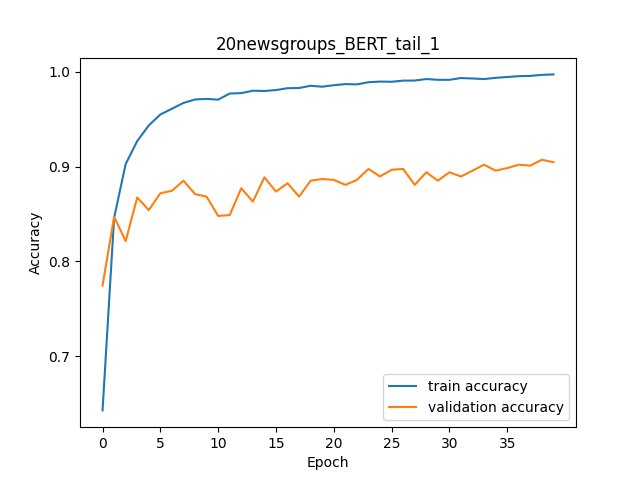 20newsgroups_BERT_tail_1
1.0
0.9
0.8
0.7
Accuracy
train accuracy
validation accuracy
0 5 10 15 20 25 30 35
Epoch